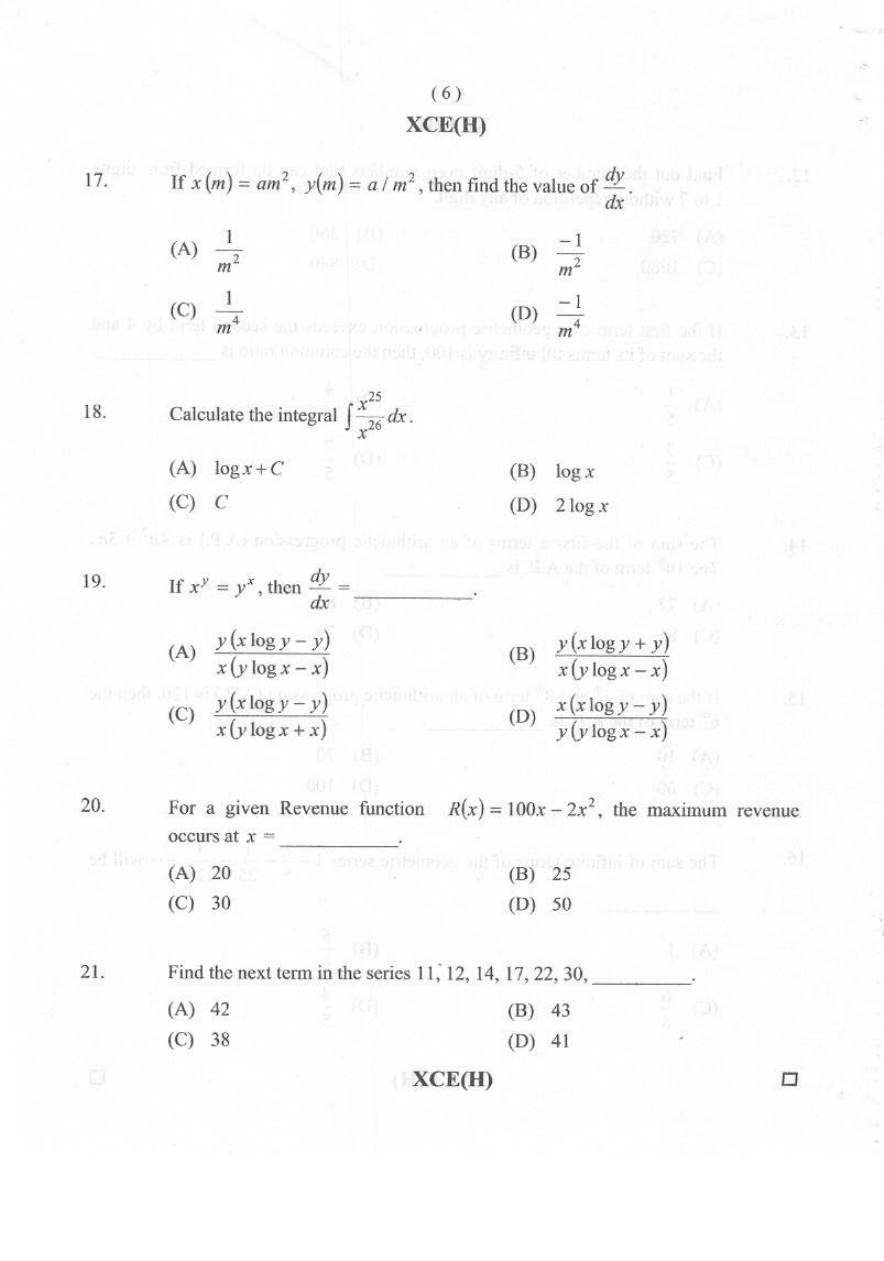 ( 6 )
XCE(H)
17. If x(m) = am², y(m) = a / m², then find the value of dy/dx.
(A) 1/m² (B) −1/m²
(C) 1/m⁴ (D) −1/m⁴
18. Calculate the integral ∫ x²⁵/x²⁶ dx.
(A) log x + C (B) log x
(C) C (D) 2 log x
19. If xʸ = yˣ, then dy/dx = ____________.
(A) y(x log y − y)/x(y log x − x) (B) y(x log y + y)/x(y log x − x)
(C) y(x log y − y)/x(y log x + x) (D) x(x log y − y)/y(y log x − x)
20. For a given Revenue function R(x) = 100x − 2x², the maximum revenue
occurs at x = ____________.
(A) 20 (B) 25
(C) 30 (D) 50
21. Find the next term in the series 11, 12, 14, 17, 22, 30, __________.
(A) 42 (B) 43
(C) 38 (D) 41
XCE(H)